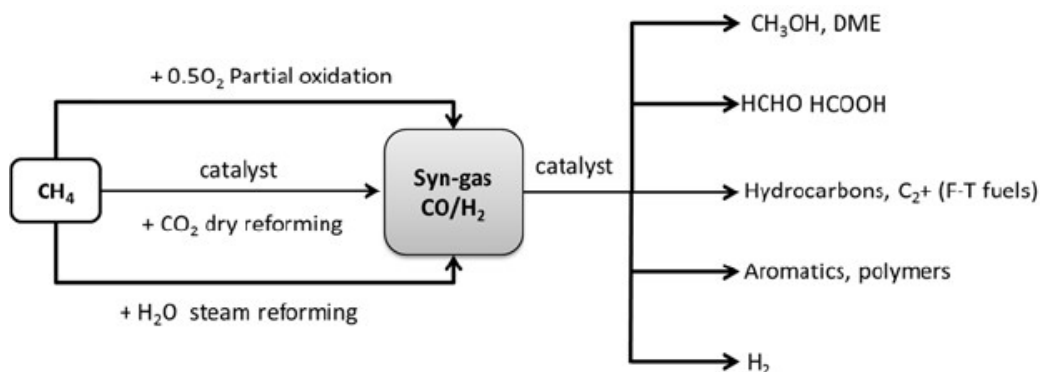 CH₃OH, DME
+ 0.5O₂ Partial oxidation
HCHO HCOOH
CH₄
catalyst
+ CO₂ dry reforming
Syn-gas
CO/H₂
catalyst
Hydrocarbons, C₂+ (F-T fuels)
Aromatics, polymers
+ H₂O steam reforming
H₂